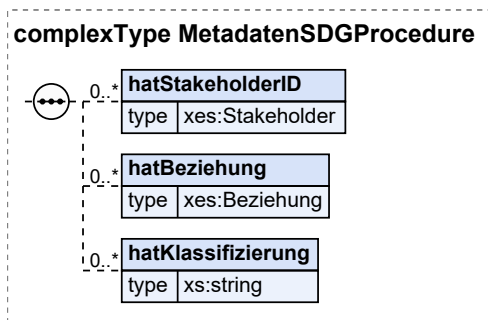 complexType MetadatenSDGProcedure
0..* hatStakeholderID
type xes:Stakeholder
0..* hatBeziehung
type xes:Beziehung
0..* hatKlassifizierung
type xs:string